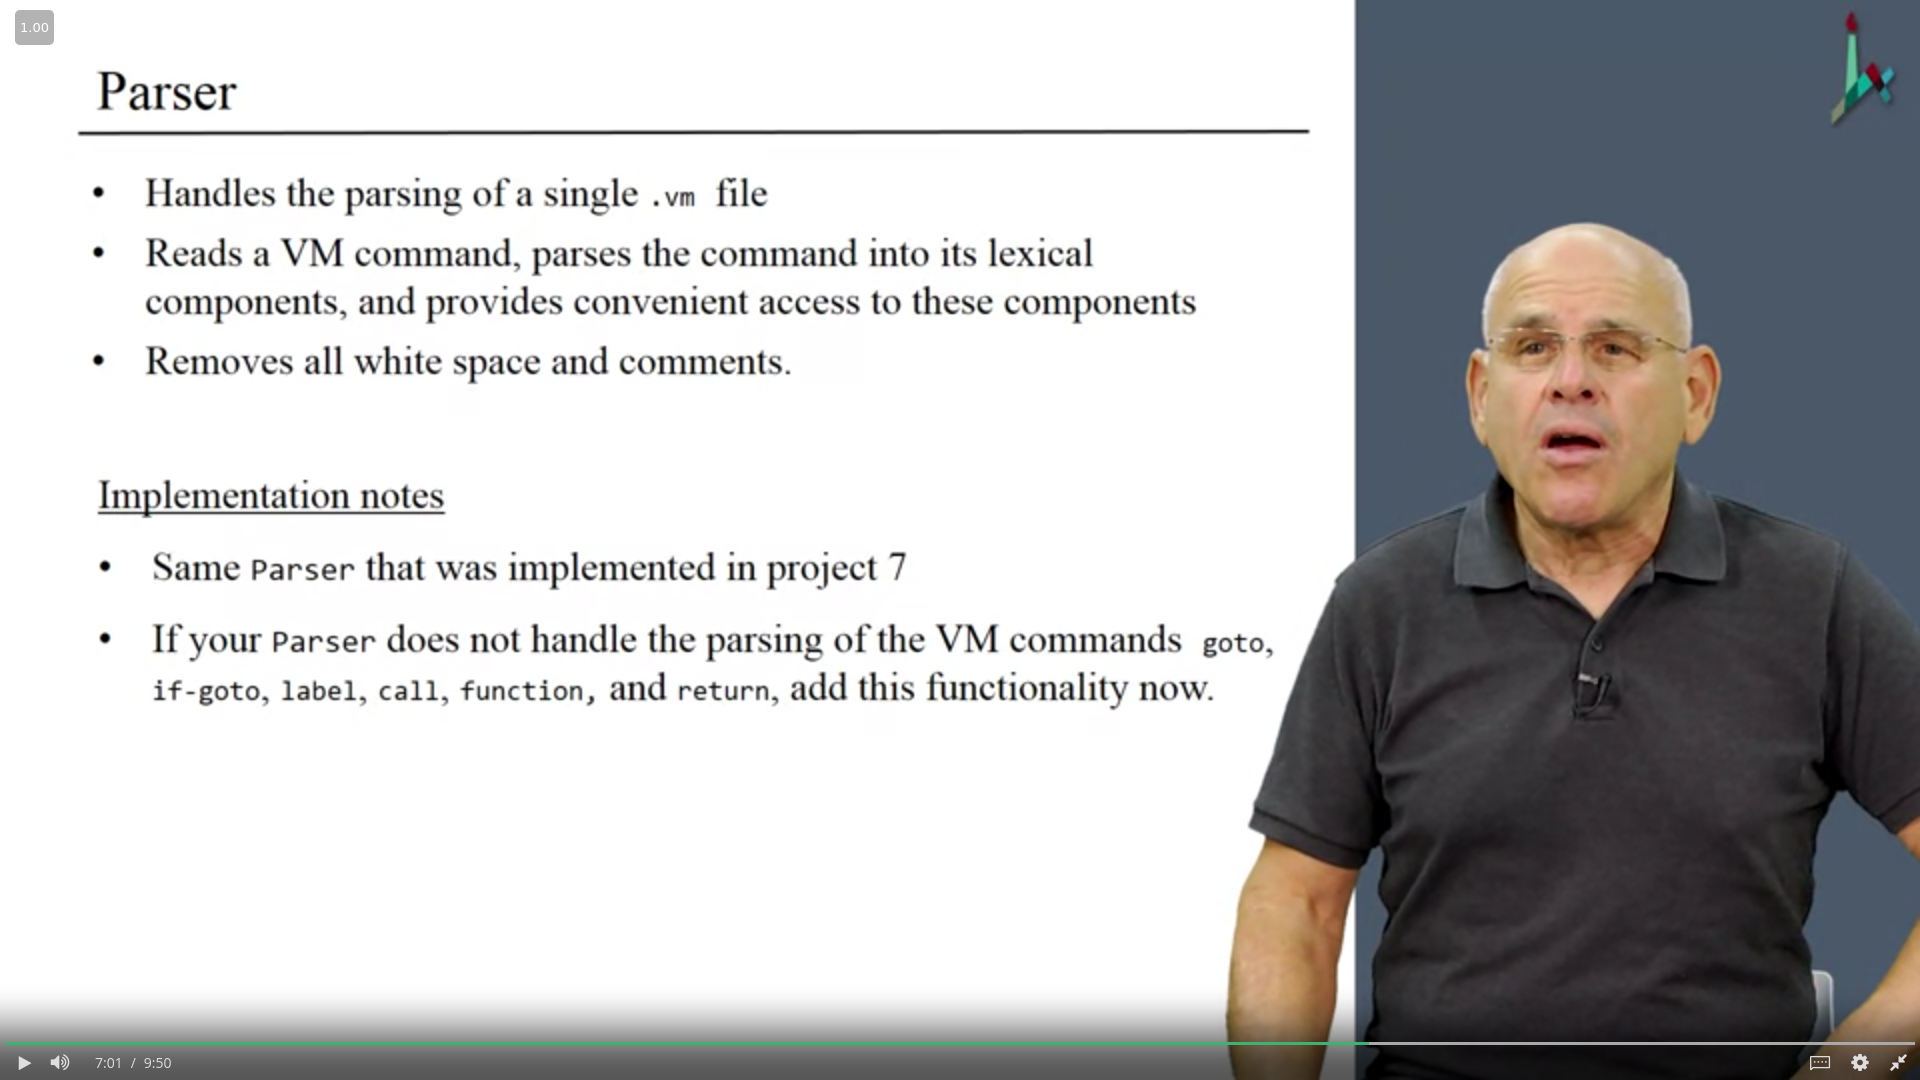 1.00
Parser
• Handles the parsing of a single .vm file
• Reads a VM command, parses the command into its lexical
components, and provides convenient access to these components
• Removes all white space and comments.
Implementation notes
• Same Parser that was implemented in project 7
• If your Parser does not handle the parsing of the VM commands goto,
if-goto, label, call, function, and return, add this functionality now.
7:01 / 9:50